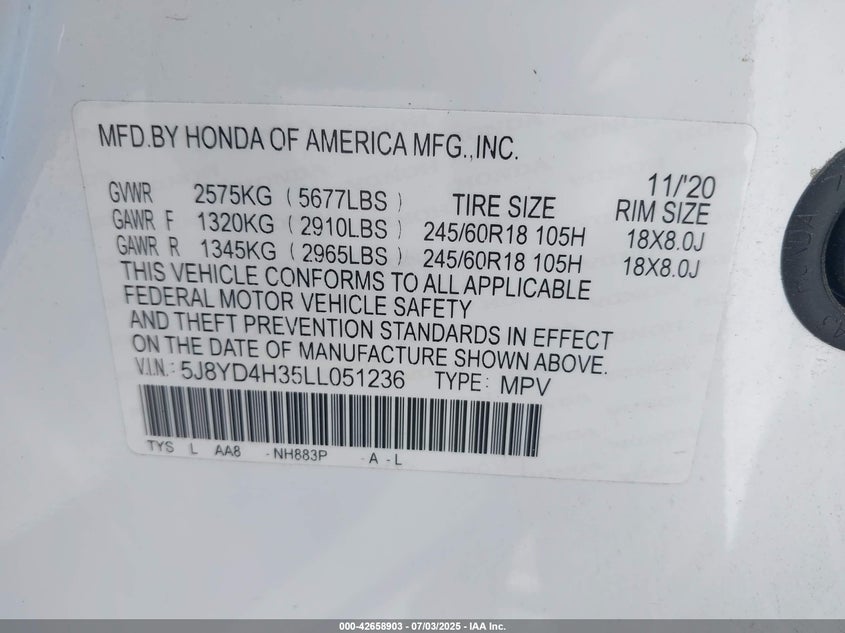 MFD.BY HONDA OF AMERICA MFG.,INC.
11/'20
GVWR 2575KG ( 5677LBS ) TIRE SIZE RIM SIZE
GAWR F 1320KG ( 2910LBS ) 245/60R18 105H 18X8.0J
GAWR R 1345KG ( 2965LBS ) 245/60R18 105H 18X8.0J
THIS VEHICLE CONFORMS TO ALL APPLICABLE
FEDERAL MOTOR VEHICLE SAFETY
AND THEFT PREVENTION STANDARDS IN EFFECT
ON THE DATE OF MANUFACTURE SHOWN ABOVE.
V.I.N.: 5J8YD4H35LL051236 TYPE: MPV
TYS L AA8 - NH883P A - L
HONDA
000-42658903 - 07/03/2025 - IAA Inc.